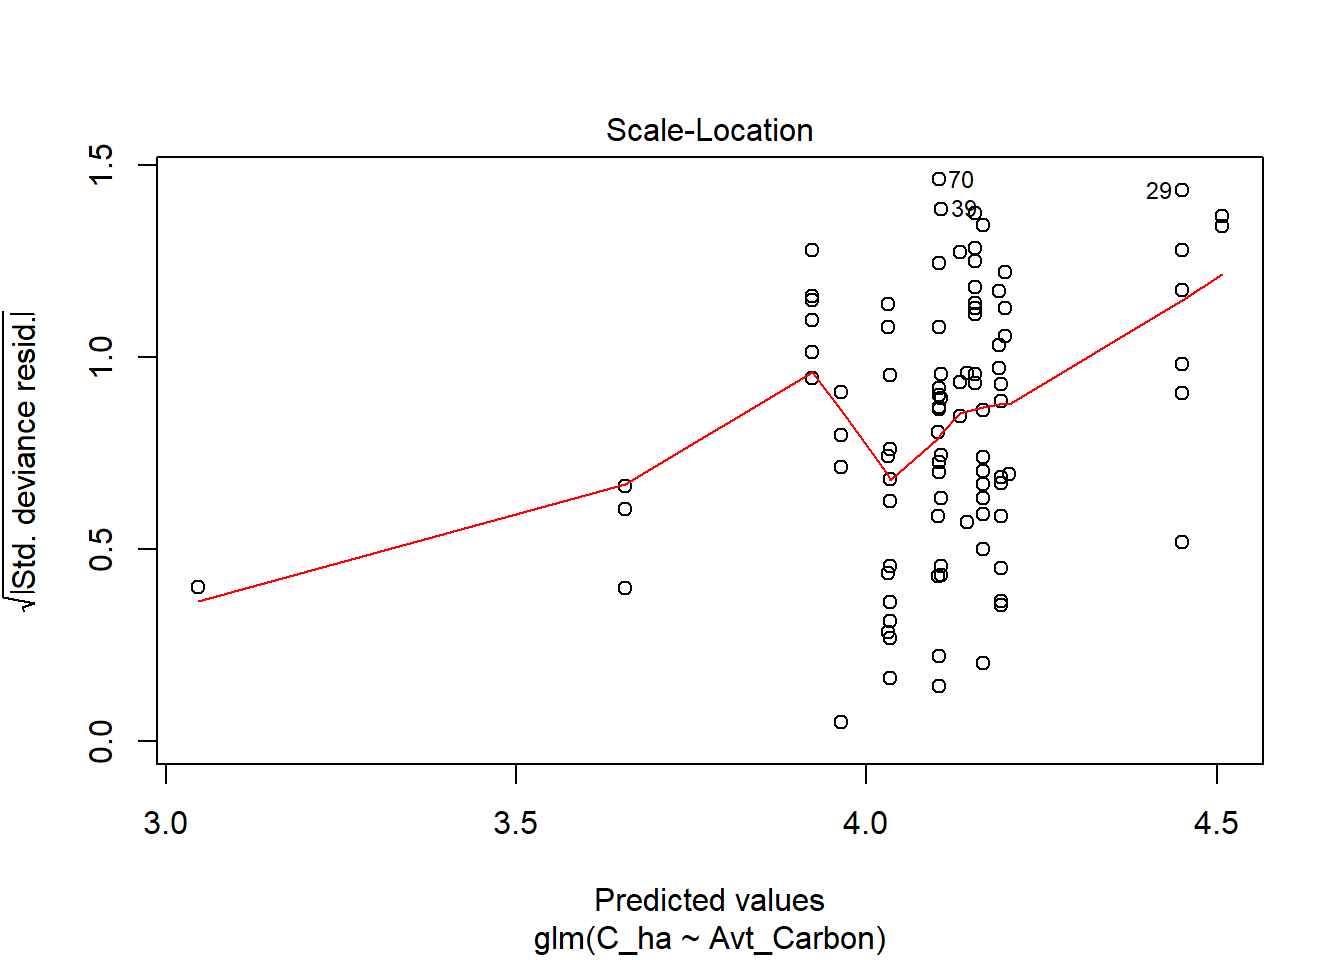 Scale-Location
√|Std. deviance resid.|
1.5
1.0
0.5
0.0
70
39
29
3.0 3.5 4.0 4.5
Predicted values
glm(C_ha ~ Avt_Carbon)